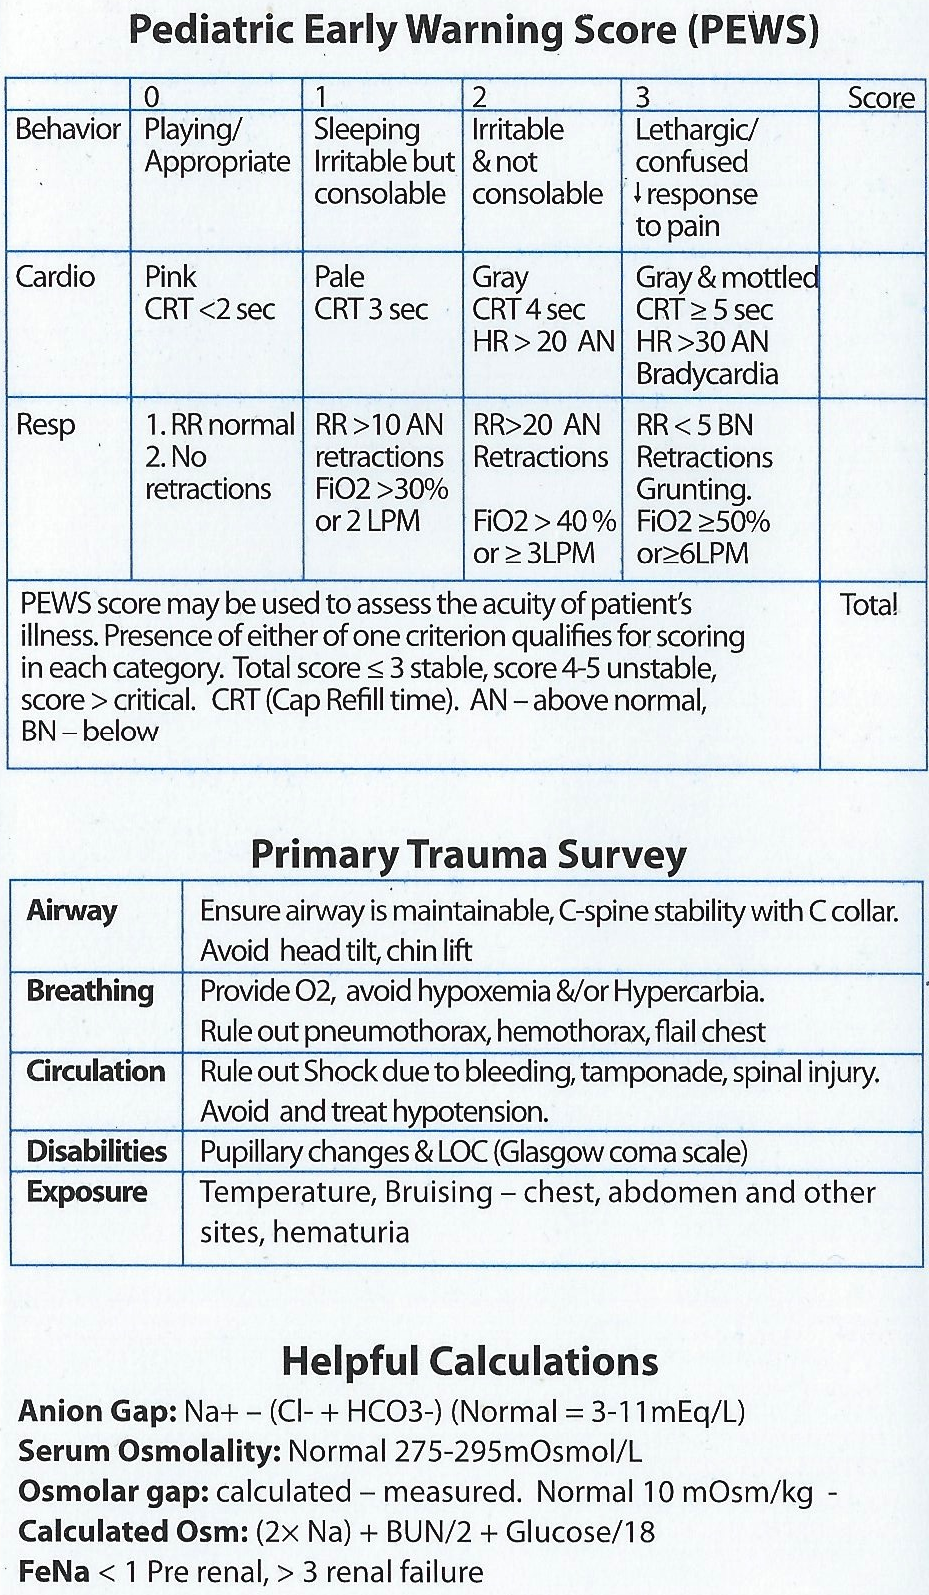 Pediatric Early Warning Score (PEWS)
0 1 2 3 Score
Behavior Playing/ Sleeping Irritable Lethargic/
Appropriate Irritable but & not confused
consolable consolable ↓response
to pain
Cardio Pink Pale Gray Gray & mottled
CRT <2 sec CRT 3 sec CRT 4 sec CRT ≥ 5 sec
HR > 20 AN HR >30 AN
Bradycardia
Resp 1. RR normal RR >10 AN RR>20 AN RR < 5 BN
2. No retractions Retractions Retractions
retractions FiO2 >30% Grunting.
or 2 LPM FiO2 > 40 % FiO2 ≥50%
or ≥ 3LPM or≥6LPM
PEWS score may be used to assess the acuity of patient's Total
illness. Presence of either of one criterion qualifies for scoring
in each category. Total score ≤ 3 stable, score 4-5 unstable,
score > critical. CRT (Cap Refill time). AN – above normal,
BN – below
Primary Trauma Survey
Airway Ensure airway is maintainable, C-spine stability with C collar.
Avoid head tilt, chin lift
Breathing Provide O2, avoid hypoxemia &/or Hypercarbia.
Rule out pneumothorax, hemothorax, flail chest
Circulation Rule out Shock due to bleeding, tamponade, spinal injury.
Avoid and treat hypotension.
Disabilities Pupillary changes & LOC (Glasgow coma scale)
Exposure Temperature, Bruising – chest, abdomen and other
sites, hematuria
Helpful Calculations
Anion Gap: Na+ – (Cl- + HCO3-) (Normal = 3-11mEq/L)
Serum Osmolality: Normal 275-295mOsmol/L
Osmolar gap: calculated – measured. Normal 10 mOsm/kg -
Calculated Osm: (2× Na) + BUN/2 + Glucose/18
FeNa < 1 Pre renal, > 3 renal failure